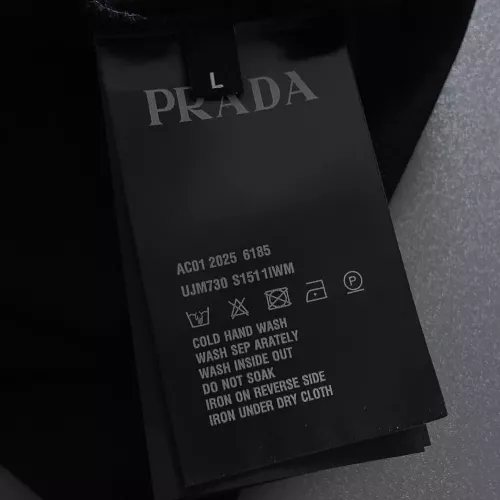 L
PRADA
AC01 2025 6185
UJM730 S1511IWM
P
COLD HAND WASH
WASH SEP ARATELY
WASH INSIDE OUT
DO NOT SOAK
IRON ON REVERSE SIDE
IRON UNDER DRY CLOTH